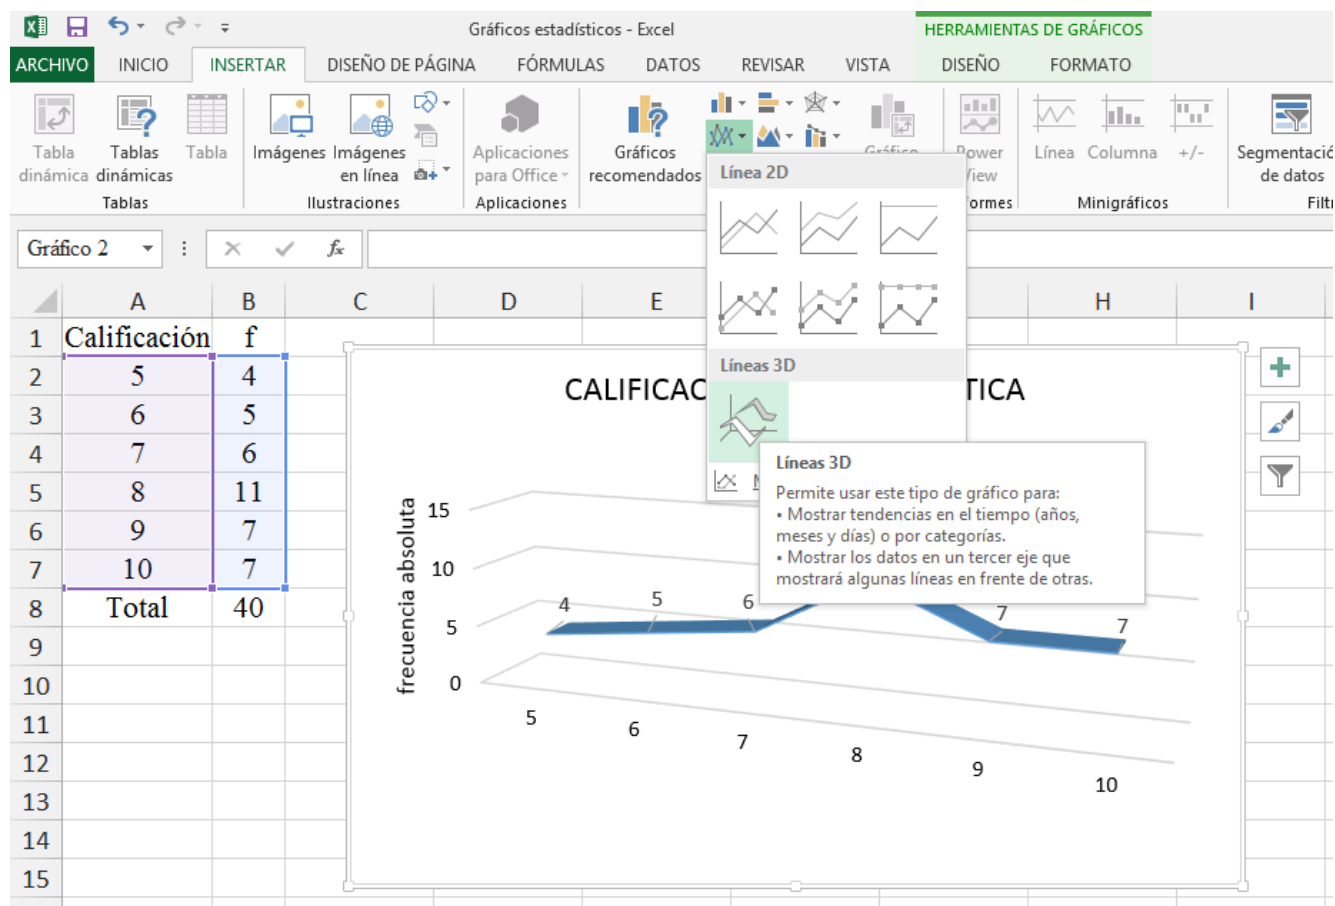 Gráficos estadísticos - Excel
HERRAMIENTAS DE GRÁFICOS
ARCHIVO INICIO INSERTAR DISEÑO DE PÁGINA FÓRMULAS DATOS REVISAR VISTA DISEÑO FORMATO
Tabla dinámica
Tablas dinámicas
Tabla
Tablas
Imágenes
Imágenes en línea
Ilustraciones
Aplicaciones para Office
Aplicaciones
Gráficos recomendados
Gráfico
Power View
Línea Columna +/-
Minigráficos
Segmentació
de datos
Filt
Gráfico 2
fx
Línea 2D
Líneas 3D
Líneas 3D
Permite usar este tipo de gráfico para:
• Mostrar tendencias en el tiempo (años,
meses y días) o por categorías.
• Mostrar los datos en un tercer eje que
mostrará algunas líneas en frente de otras.
A B C D E H I
1 Calificación f
2 5 4
3 6 5
4 7 6
5 8 11
6 9 7
7 10 7
8 Total 40
9
10
11
12
13
14
15
CALIFICAC TICA
frecuencia absoluta
15
10
5
0
4 5 6 7 7
5 6 7 8 9 10